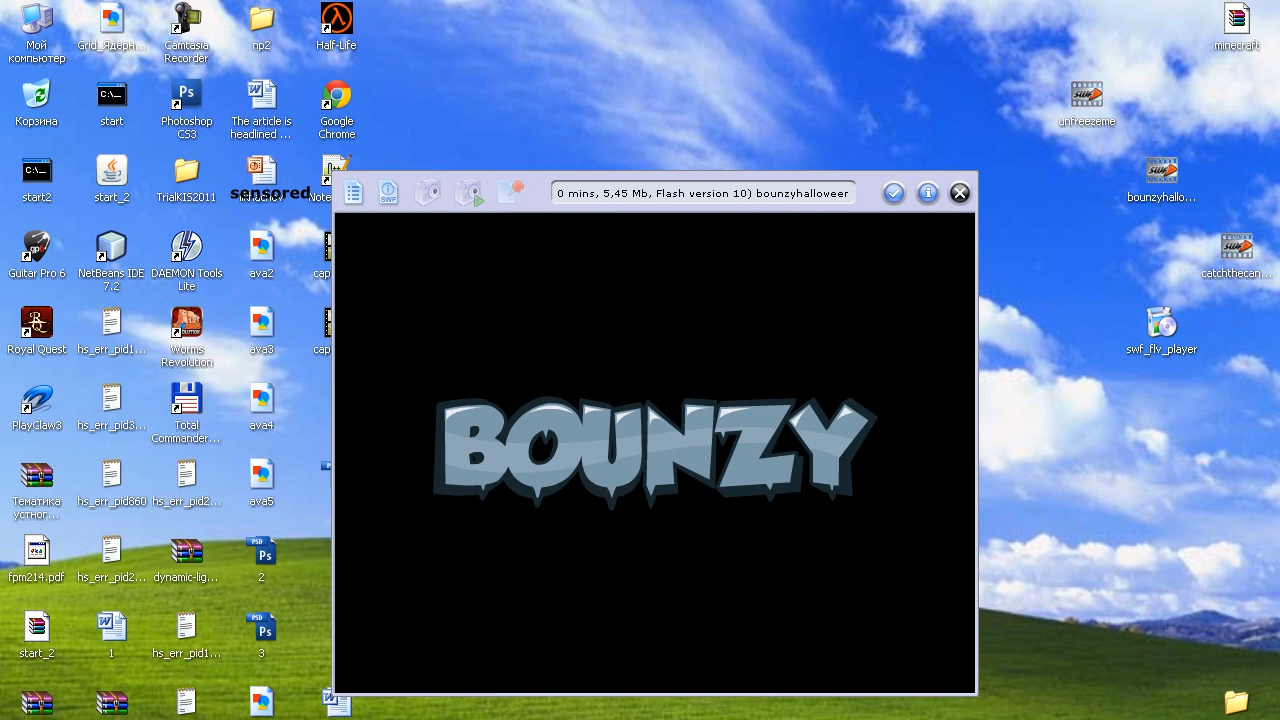 Мой
компьютер
Grid_Ядерн...
Camtasia
Recorder
np2
Half-Life
minecraft
Корзина
start
Photoshop
CS3
The article is
headlined ...
Google
Chrome
unfreezeme
start2
start_2
TrialKIS2011
sensored
Note
bounzyhallo...
0 mins, 5,45 Mb, Flash version 10) bounzyhalloweer
Guitar Pro 6
NetBeans IDE
7.2
DAEMON Tools
Lite
ava2
cap
catchthecan...
Royal Quest
hs_err_pid1...
Worms
Revolution
ava3
cap
swf_flv_player
PlayClaw3
hs_err_pid3...
Total
Commander...
ava4
BOUNZY
Тематика
устног...
hs_err_pid860
hs_err_pid2...
ava5
fpm214.pdf
hs_err_pid2...
dynamic-lig...
2
start_2
1
hs_err_pid1...
3